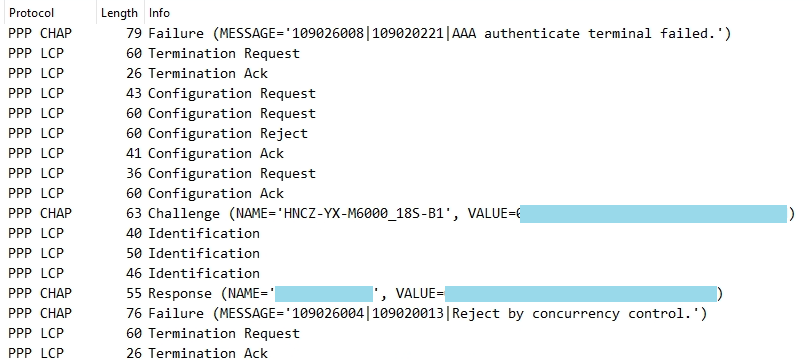 Protocol Length Info
PPP CHAP 79 Failure (MESSAGE='109026008|109020221|AAA authenticate terminal failed.')
PPP LCP 60 Termination Request
PPP LCP 26 Termination Ack
PPP LCP 43 Configuration Request
PPP LCP 60 Configuration Request
PPP LCP 60 Configuration Reject
PPP LCP 41 Configuration Ack
PPP LCP 36 Configuration Request
PPP LCP 60 Configuration Ack
PPP CHAP 63 Challenge (NAME='HNCZ-YX-M6000_18S-B1', VALUE= )
PPP LCP 40 Identification
PPP LCP 50 Identification
PPP LCP 46 Identification
PPP CHAP 55 Response (NAME=' ', VALUE= )
PPP CHAP 76 Failure (MESSAGE='109026004|109020013|Reject by concurrency control.')
PPP LCP 60 Termination Request
PPP LCP 26 Termination Ack